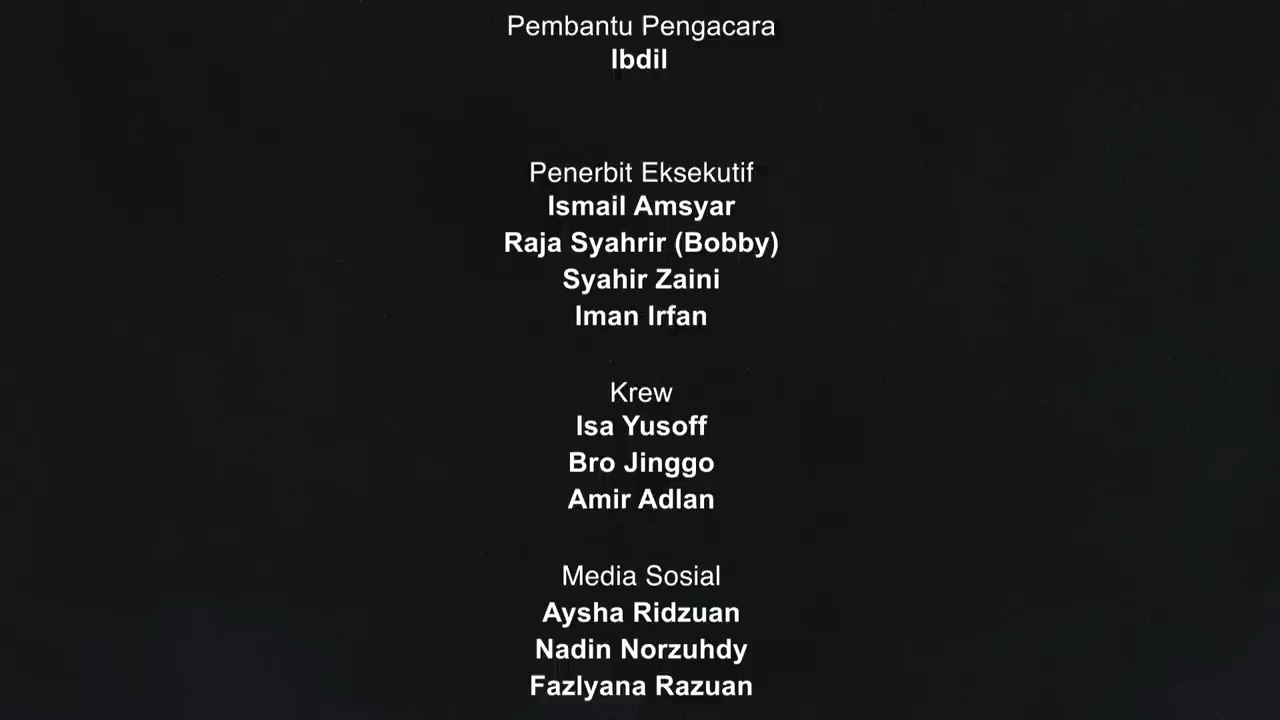 Pembantu Pengacara
Ibdil
Penerbit Eksekutif
Ismail Amsyar
Raja Syahrir (Bobby)
Syahir Zaini
Iman Irfan
Krew
Isa Yusoff
Bro Jinggo
Amir Adlan
Media Sosial
Aysha Ridzuan
Nadin Norzuhdy
Fazlyana Razuan